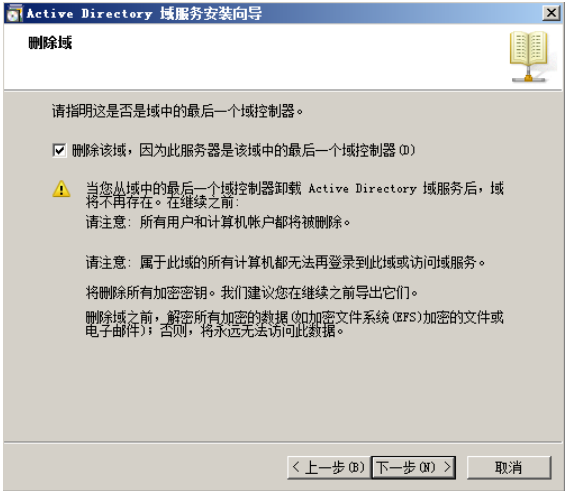 Active Directory 域服务安装向导
删除域
请指明这是否是域中的最后一个域控制器。
删除该域，因为此服务器是该域中的最后一个域控制器(D)
当您从域中的最后一个域控制器卸载 Active Directory 域服务后，域
将不再存在。在继续之前:
请注意: 所有用户和计算机帐户都将被删除。
请注意: 属于此域的所有计算机都无法再登录到此域或访问域服务。
将删除所有加密密钥。我们建议您在继续之前导出它们。
删除域之前，解密所有加密的数据(如加密文件系统(EFS)加密的文件或
电子邮件)；否则，将永远无法访问此数据。
< 上一步(B) 下一步(N) > 取消